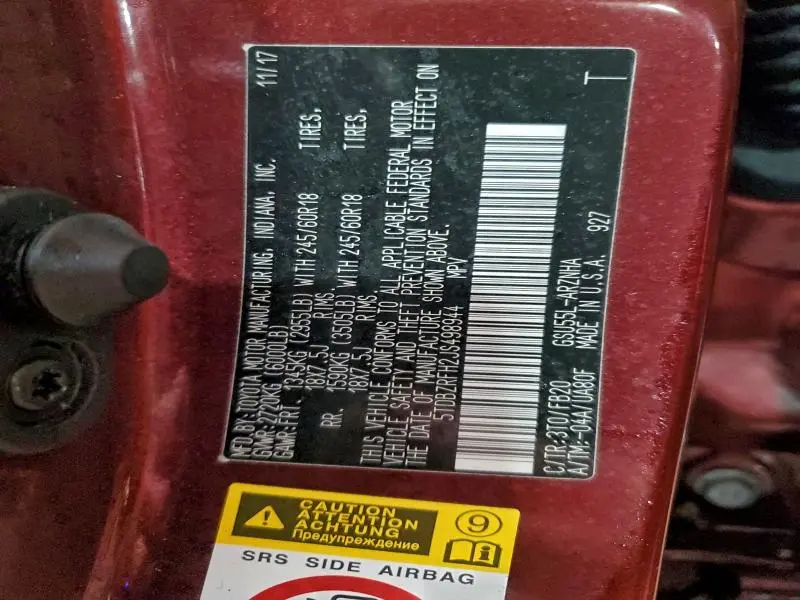 MFD. BY: TOYOTA MOTOR MANUFACTURING, INDIANA, INC. 11/17
GVWR: 2720KG (6000LB)
GAWR: FRT. 1345KG (2955LB) WITH 245/60R18 TIRES,
18X7.5J RIMS
RR. 1590KG (3505LB) WITH 245/60R18 TIRES,
18X7.5J RIMS
THIS VEHICLE CONFORMS TO ALL APPLICABLE FEDERAL MOTOR
VEHICLE SAFETY AND THEFT PREVENTION STANDARDS IN EFFECT ON
THE DATE OF MANUFACTURE SHOWN ABOVE.
5TDBZRFH2JS498944 MPV
C/TR:3Q0/FB20 GSU55L-ARZNHA
A/TM:-04A/UA80F MADE IN U.S.A. 927 T
CAUTION
ATTENTION
ACHTUNG
Предупреждение
9
i
SRS SIDE AIRBAG